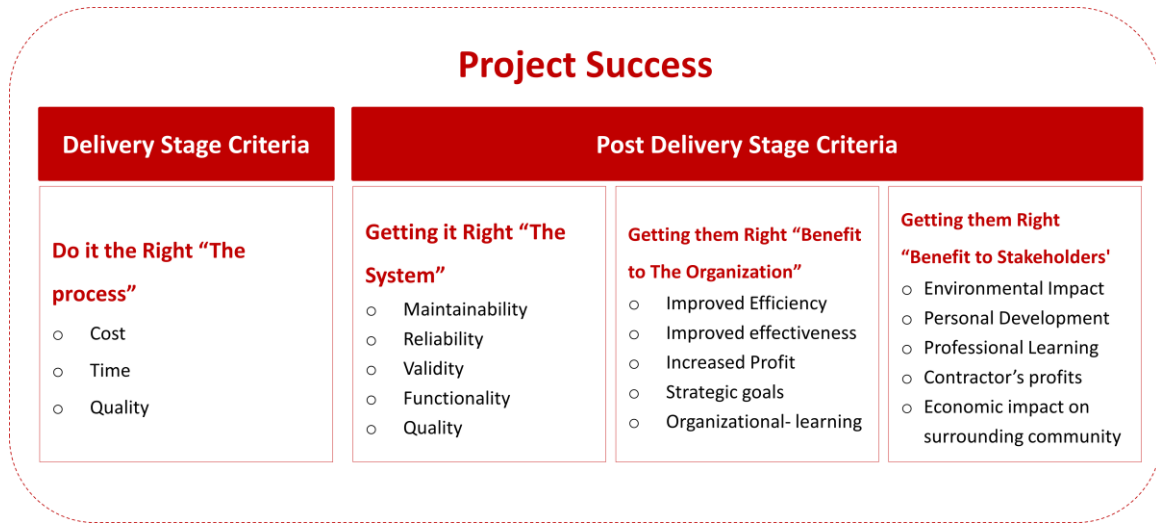 Project Success
Delivery Stage Criteria
Post Delivery Stage Criteria
Do it the Right “The
process”
o Cost
o Time
o Quality
Getting it Right “The
System”
o Maintainability
o Reliability
o Validity
o Functionality
o Quality
Getting them Right “Benefit
to The Organization”
o Improved Efficiency
o Improved effectiveness
o Increased Profit
o Strategic goals
o Organizational- learning
Getting them Right
“Benefit to Stakeholders'
o Environmental Impact
o Personal Development
o Professional Learning
o Contractor’s profits
o Economic impact on
surrounding community